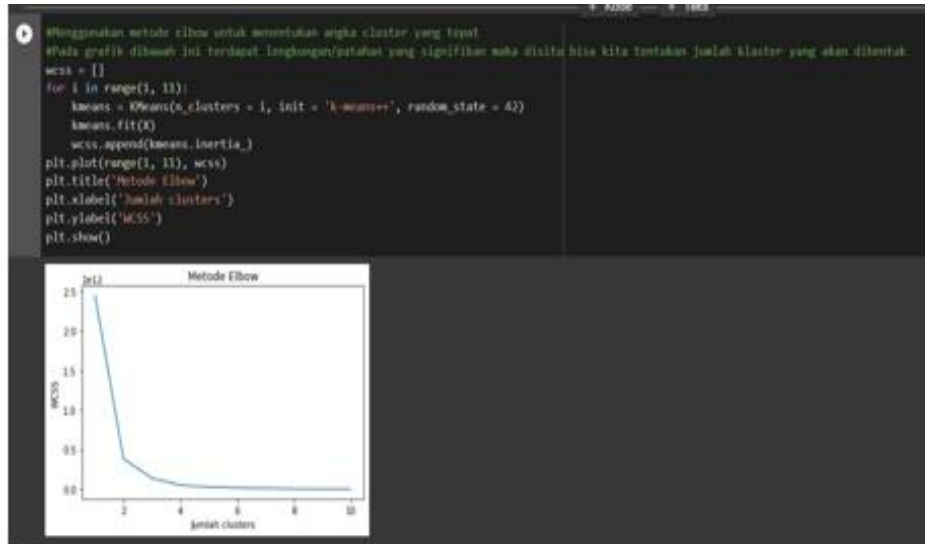 + Kode + Teks
#Menggunakan metode elbow untuk menentukan angka cluster yang tepat
#Pada grafik dibawah ini terdapat lengkungan/patahan yang signifikan maka disitu bisa kita tentukan jumlah klaster yang akan dibentuk
wcss = []
for i in range(1, 11):
kmeans = KMeans(n_clusters = i, init = 'k-means++', random_state = 42)
kmeans.fit(X)
wcss.append(kmeans.inertia_)
plt.plot(range(1, 11), wcss)
plt.title('Metode Elbow')
plt.xlabel('Jumlah clusters')
plt.ylabel('WCSS')
plt.show()
Metode Elbow
1e12
2.5
2.0
1.5
1.0
0.5
0.0
WCSS
2 4 6 8 10
Jumlah clusters